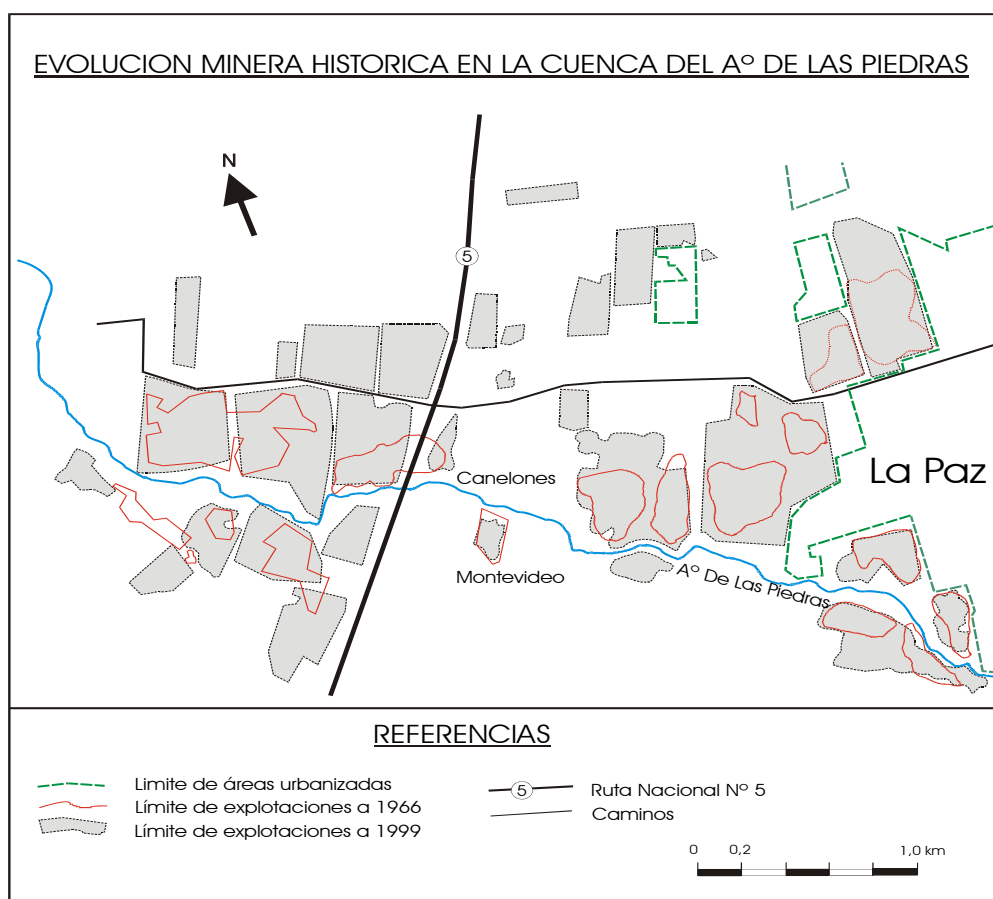 EVOLUCION MINERA HISTORICA EN LA CUENCA DEL Aº DE LAS PIEDRAS
N
5
Canelones
La Paz
Montevideo
Aº De Las Piedras
REFERENCIAS
Limite de áreas urbanizadas
Límite de explotaciones a 1966
Límite de explotaciones a 1999
5
Ruta Nacional Nº 5
Caminos
0 0,2 1,0 km